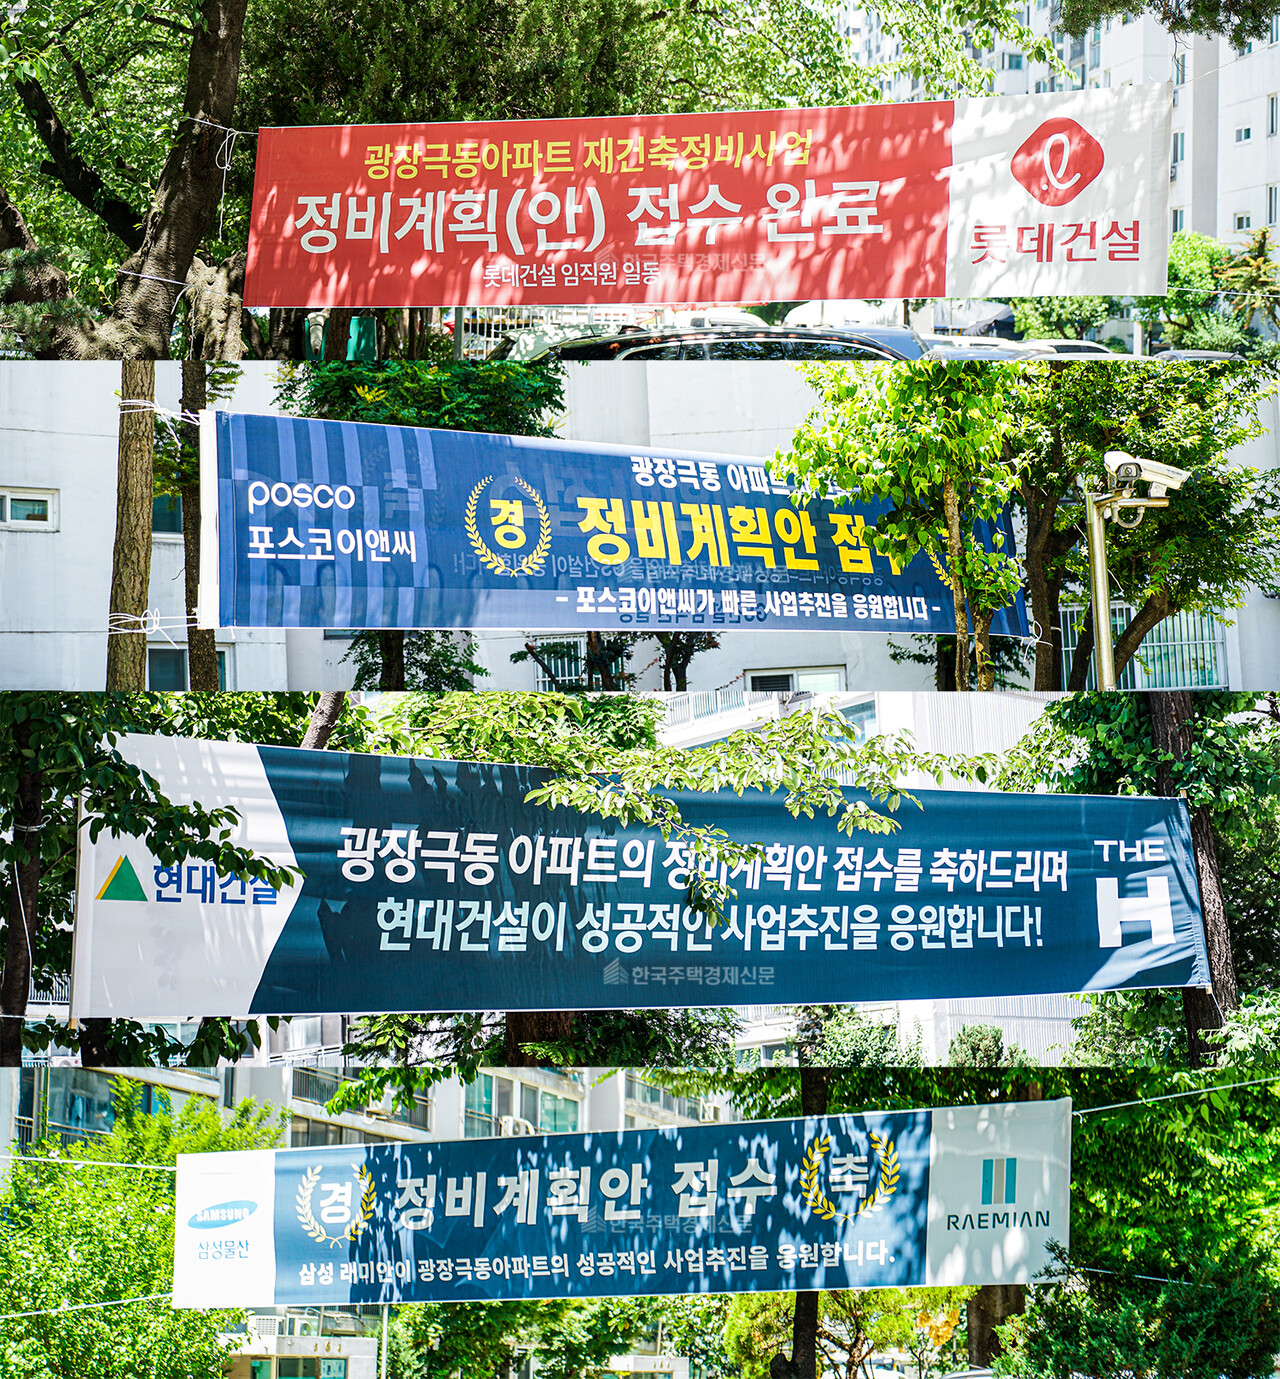 광장극동아파트 재건축정비사업
정비계획(안) 접수 완료
롯데건설 임직원 일동
롯데건설
한국주택경제신문
posco
포스코이앤씨
광장극동
경
정비계획안
- 포스코이앤씨가 빠른 사업추진을 응원합니다 -
현대건설
광장극동 아파트의 정비계획안 접수를 축하드리며
현대건설이 성공적인 사업추진을 응원합니다!
THE
H
한국주택경제신문
SAMSUNG
삼성물산
경
정비계획안 접수
축
삼성 래미안이 광장극동아파트의 성공적인 사업추진을 응원합니다.
RAEMIAN
한국주택경제신문